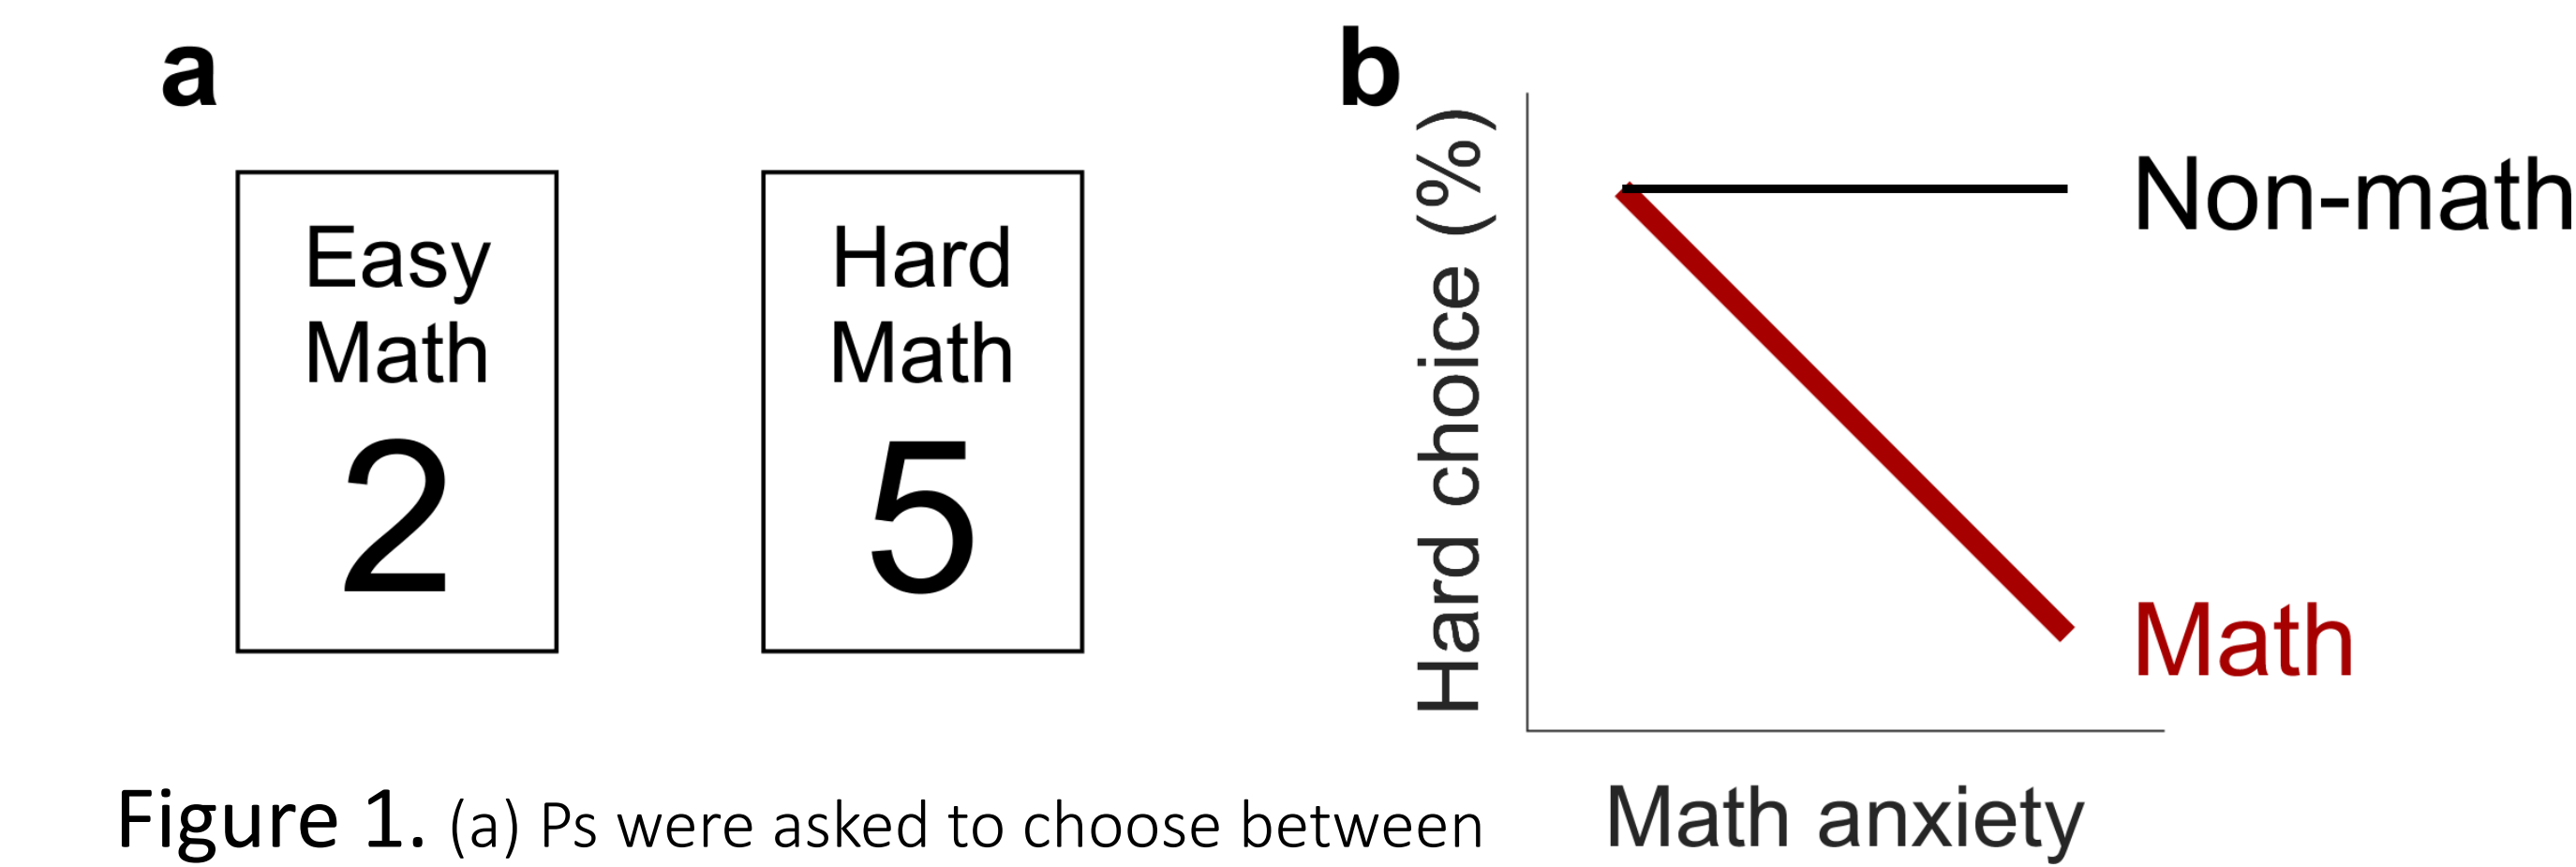 a
Easy
Math
2
Hard
Math
5
b
Hard choice (%)
Non-math
Math
Math anxiety
Figure 1. (a) Ps were asked to choose between